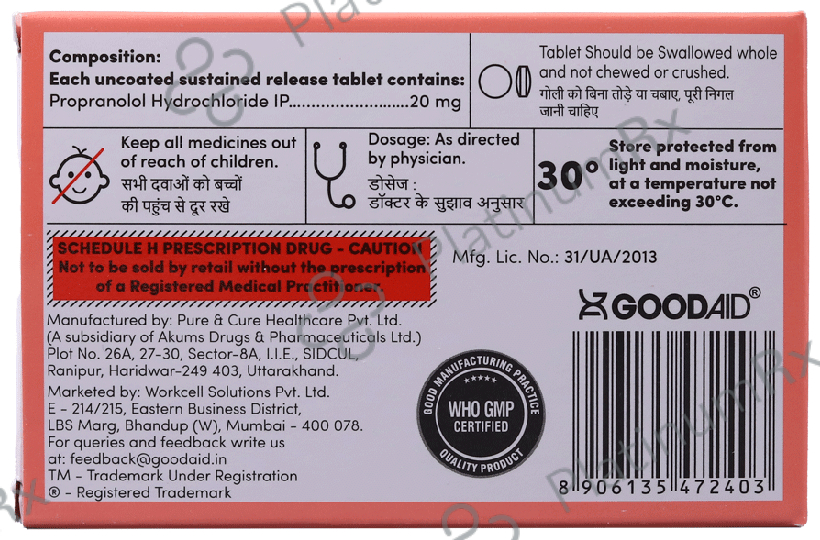 Composition:
Each uncoated sustained release tablet contains:
Propranolol Hydrochloride IP...........................20 mg
Tablet Should be Swallowed whole
and not chewed or crushed.
गोली को बिना तोड़े या चबाए, पूरी निगल
जानी चाहिए
Keep all medicines out
of reach of children.
सभी दवाओं को बच्चों
की पहुंच से दूर रखे
Dosage: As directed
by physician.
डोसेज :
डॉक्टर के सुझाव अनुसार
30°
Store protected from
light and moisture,
at a temperature not
exceeding 30°C.
SCHEDULE H PRESCRIPTION DRUG - CAUTION
Not to be sold by retail without the prescription
of a Registered Medical Practitioner.
Mfg. Lic. No.: 31/UA/2013
GOODAID®
Manufactured by: Pure & Cure Healthcare Pvt. Ltd.
(A subsidiary of Akums Drugs & Pharmaceuticals Ltd.)
Plot No. 26A, 27-30, Sector-8A, I.I.E., SIDCUL,
Ranipur, Haridwar-249 403, Uttarakhand.
Marketed by: Workcell Solutions Pvt. Ltd.
E - 214/215, Eastern Business District,
LBS Marg, Bhandup (W), Mumbai - 400 078.
For queries and feedback write us
at: feedback@goodaid.in
TM - Trademark Under Registration
® - Registered Trademark
GOOD MANUFACTURING PRACTICE
WHO GMP
CERTIFIED
QUALITY PRODUCT
8 906135 472403
PlatinumRx
PlatinumRx
PlatinumRx